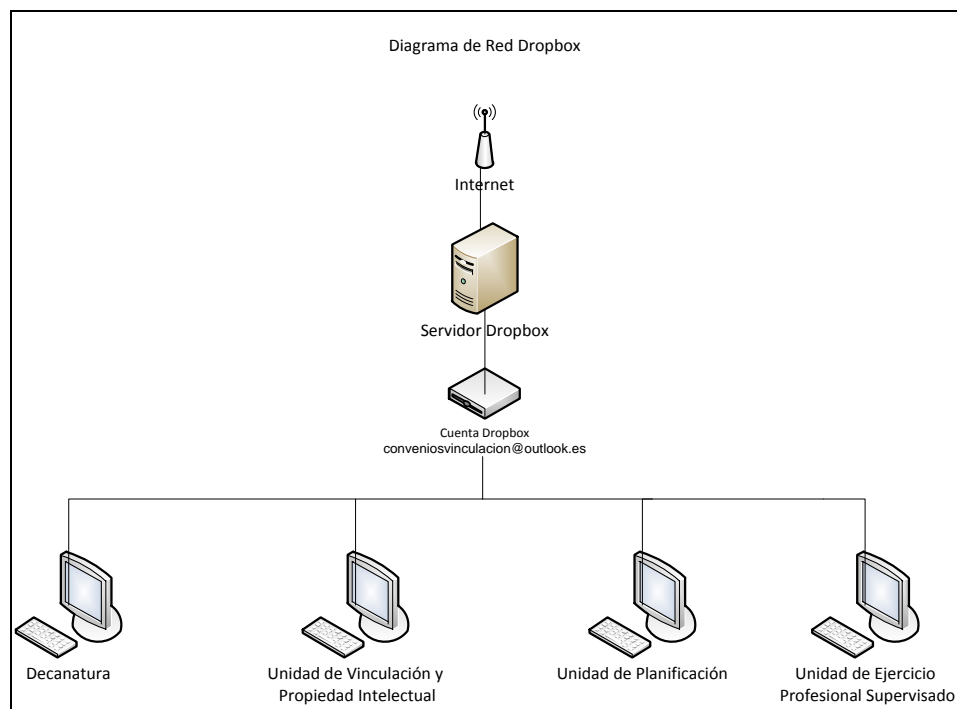 Diagrama de Red Dropbox
Internet
Servidor Dropbox
Cuenta Dropbox
conveniosvinculacion@outlook.es
Decanatura
Unidad de Vinculación y
Propiedad Intelectual
Unidad de Planificación
Unidad de Ejercicio
Profesional Supervisado